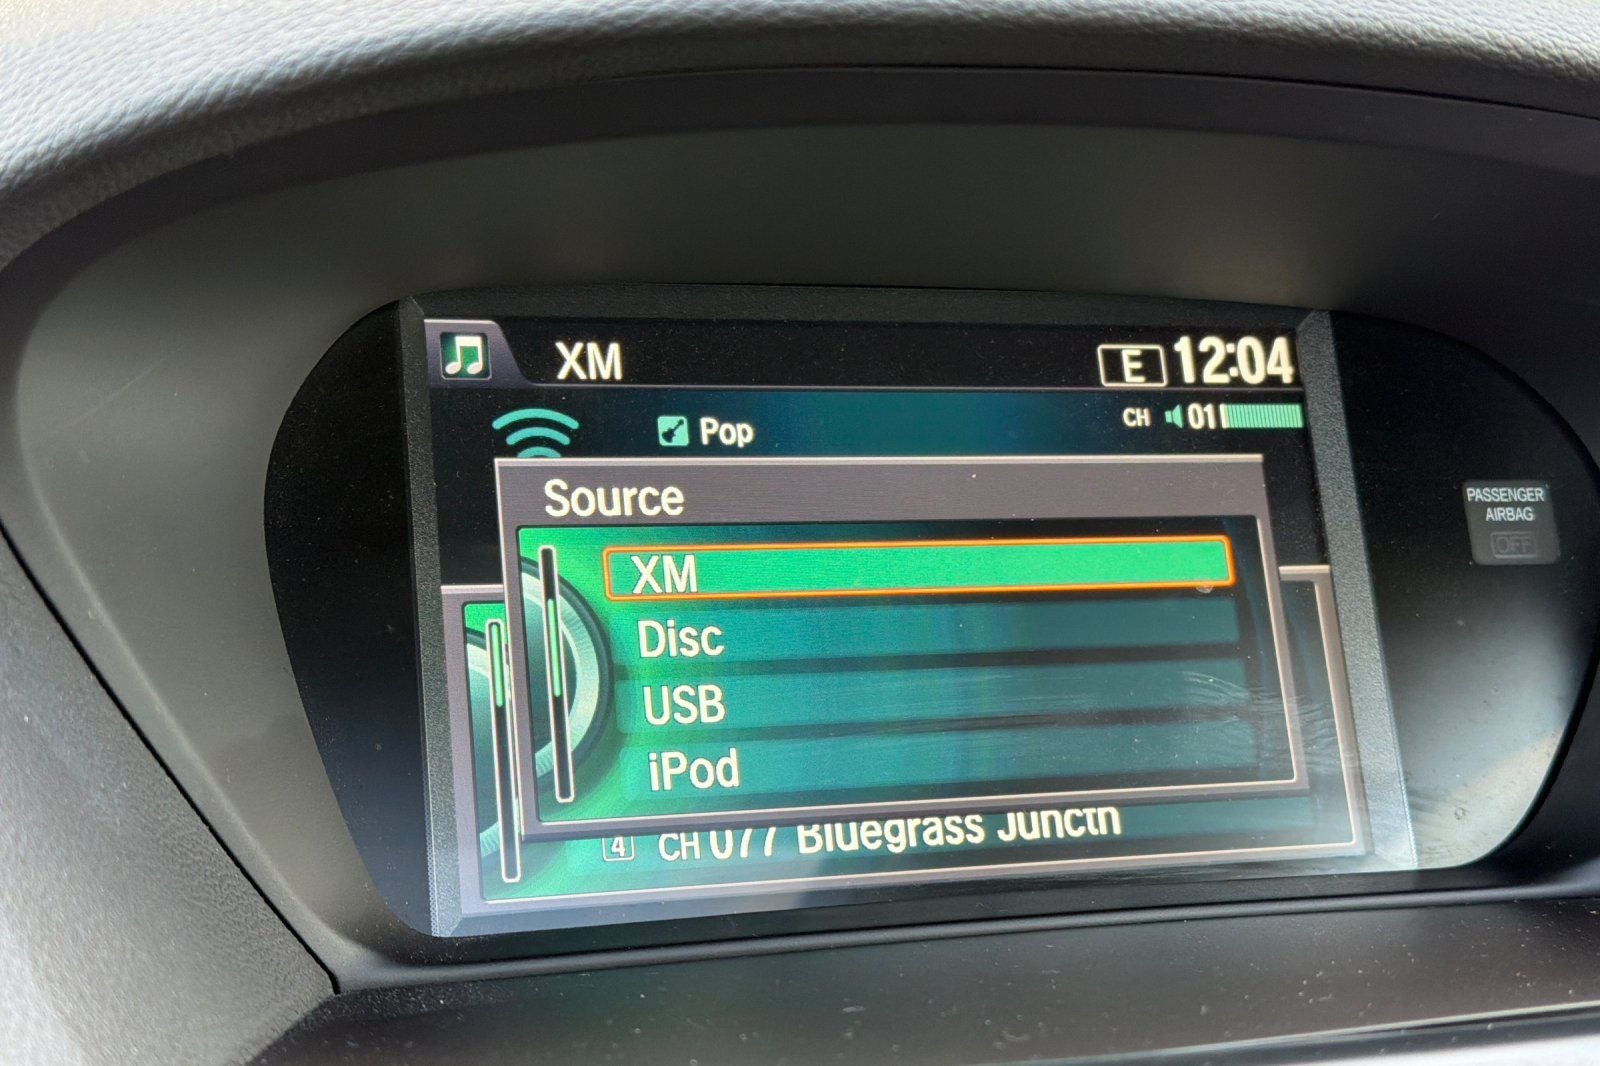 XM E 12:04
Pop CH 01
Source
XM
Disc
USB
iPod
4 CH 077 Bluegrass Junctn
PASSENGER
AIRBAG
OFF